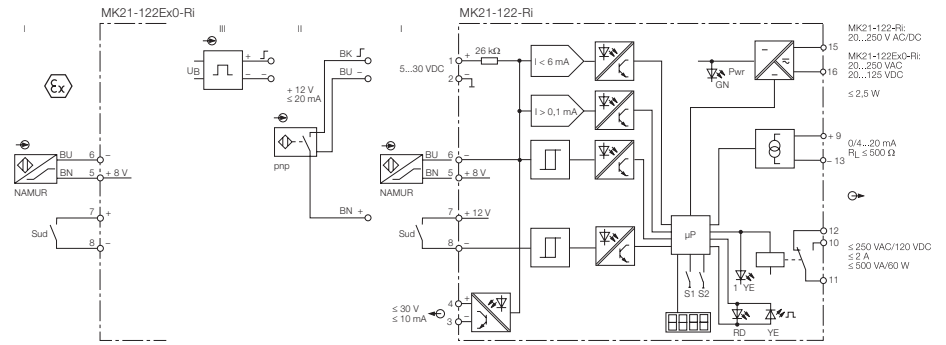 MK21-122Ex0-Ri
MK21-122-Ri
I
III
II
I
Ex
UB
+
–
–
+ 12 V
≤ 20 mA
BK
BU –
pnp
BN +
BU 6 –
BN 5 + 8 V
NAMUR
7 +
Sud
8 –
5...30 VDC
1 +
26 kΩ
2 –
BU 6 –
BN 5 + 8 V
NAMUR
7 + 12 V
Sud
8 –
≤ 30 V
≤ 10 mA
4 +
3 –
I < 6 mA
I > 0,1 mA
µP
S1 S2
Pwr
GN
1 YE
RD
YE
15
16
+ 9
– 13
12
10
11
MK21-122-Ri:
20...250 V AC/DC
MK21-122Ex0-Ri:
20...250 VAC
20...125 VDC
≤ 2,5 W
0/4...20 mA
RL ≤ 500 Ω
≤ 250 VAC/120 VDC
≤ 2 A
≤ 500 VA/60 W